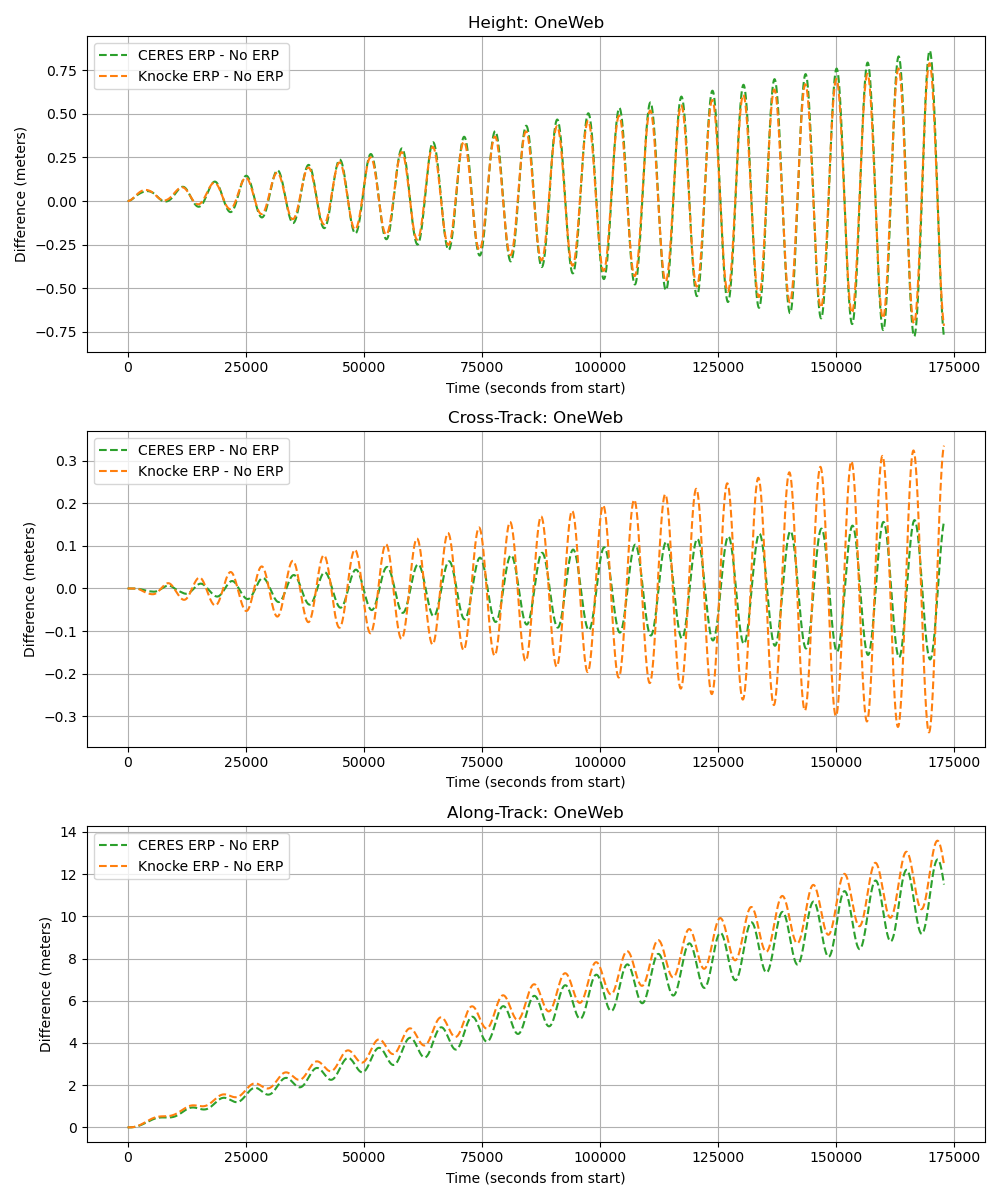 Height: OneWeb
CERES ERP - No ERP
Knocke ERP - No ERP
Difference (meters)
0.75
0.50
0.25
0.00
−0.25
−0.50
−0.75
0 25000 50000 75000 100000 125000 150000 175000
Time (seconds from start)
Cross-Track: OneWeb
CERES ERP - No ERP
Knocke ERP - No ERP
Difference (meters)
0.3
0.2
0.1
0.0
−0.1
−0.2
−0.3
0 25000 50000 75000 100000 125000 150000 175000
Time (seconds from start)
Along-Track: OneWeb
CERES ERP - No ERP
Knocke ERP - No ERP
Difference (meters)
14
12
10
8
6
4
2
0
0 25000 50000 75000 100000 125000 150000 175000
Time (seconds from start)